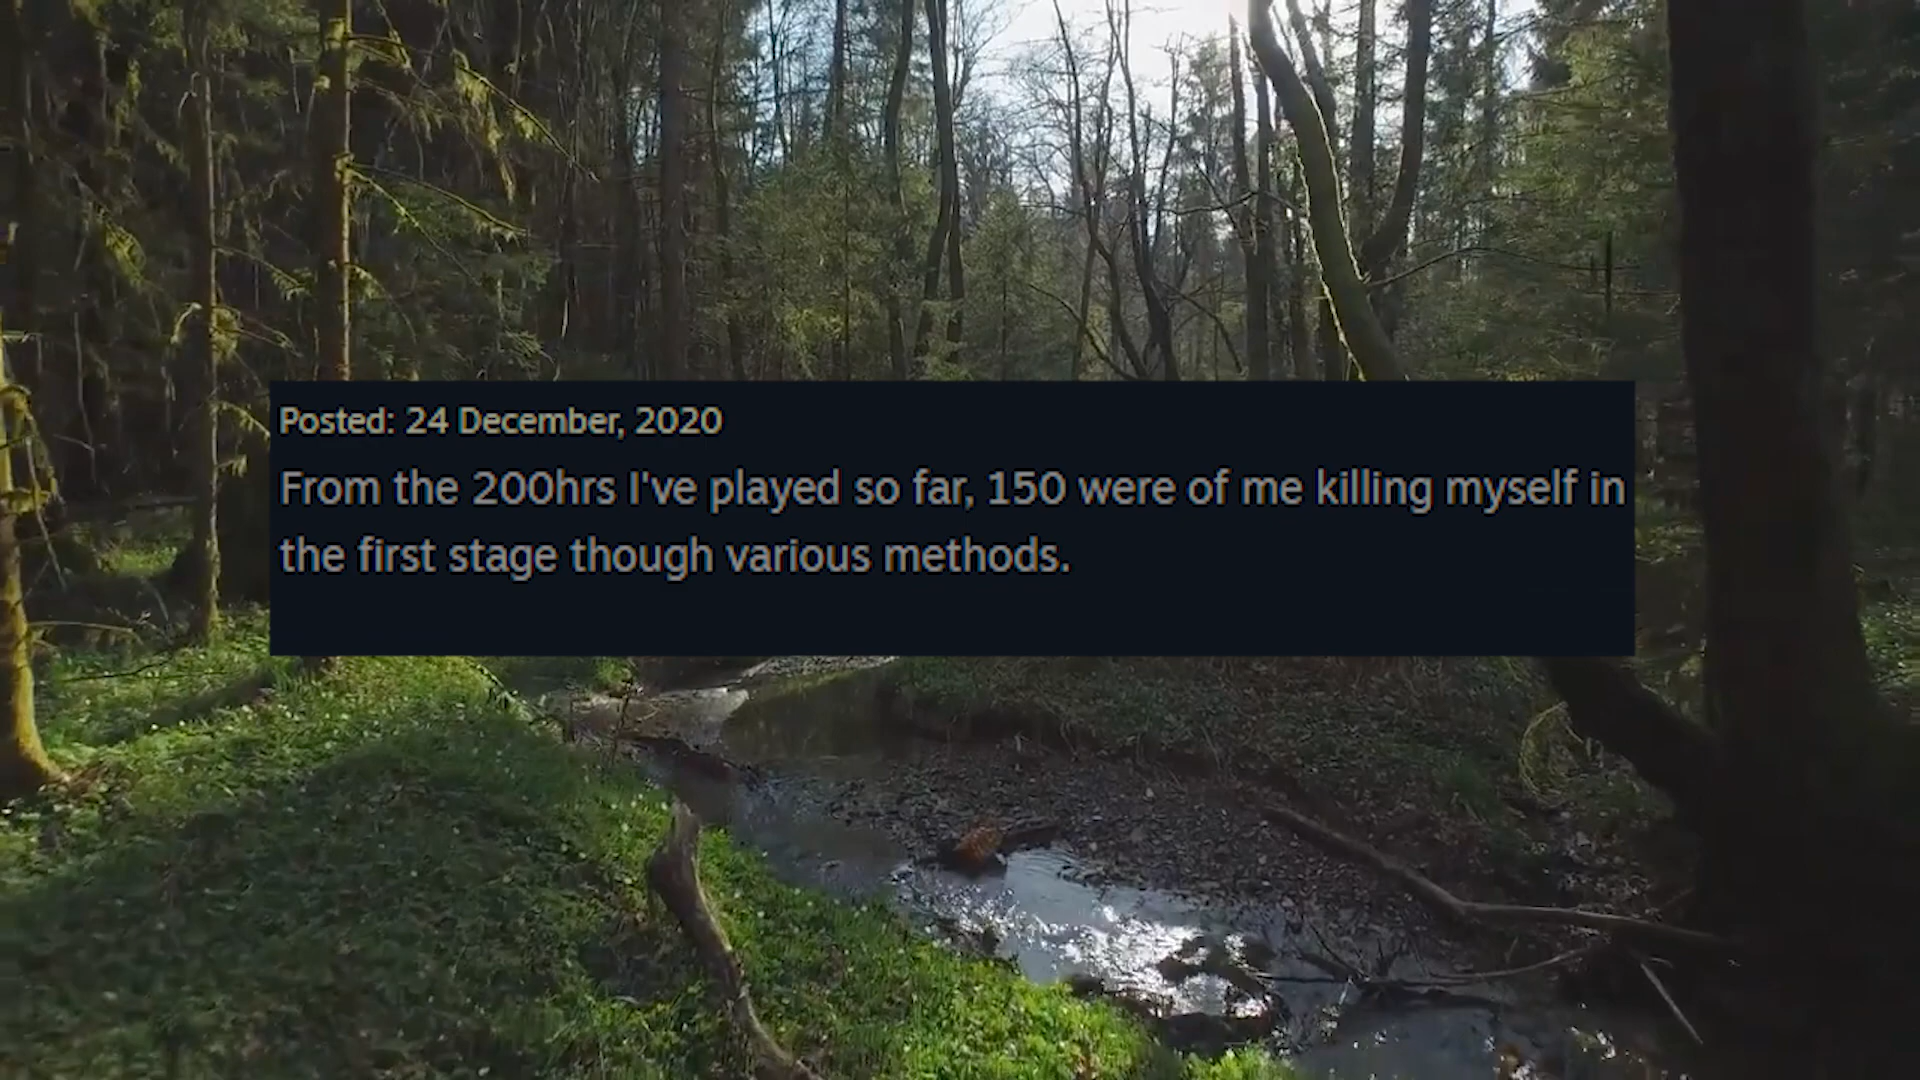 Posted: 24 December, 2020
From the 200hrs I've played so far, 150 were of me killing myself in
the first stage though various methods.